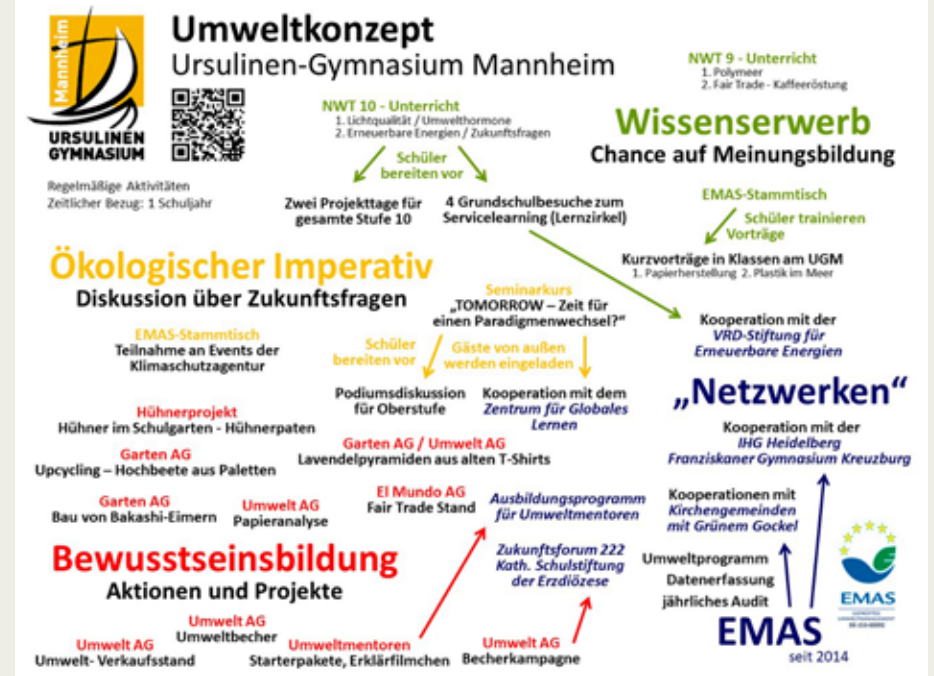 Mannheim
URSULINEN
GYMNASIUM
Umweltkonzept
Ursulinen-Gymnasium Mannheim
Regelmäßige Aktivitäten
Zeitlicher Bezug: 1 Schuljahr
NWT 10 - Unterricht
1. Lichtqualität / Umwelthormone
2. Erneuerbare Energien / Zukunftsfragen
Schüler
bereiten vor
Zwei Projekttage für
gesamte Stufe 10
4 Grundschulbesuche zum
Servicelearning (Lernzirkel)
NWT 9 - Unterricht
1. Polymeer
2. Fair Trade - Kaffeeröstung
Wissenserwerb
Chance auf Meinungsbildung
EMAS-Stammtisch
Schüler trainieren
Vorträge
Kurzvorträge in Klassen am UGM
1. Papierherstellung 2. Plastik im Meer
Ökologischer Imperativ
Diskussion über Zukunftsfragen
EMAS-Stammtisch
Teilnahme an Events der
Klimaschutzagentur
Seminarkurs
„TOMORROW – Zeit für
einen Paradigmenwechsel?“
Schüler
bereiten vor
Gäste von außen
werden eingeladen
Podiumsdiskussion
für Oberstufe
Kooperation mit dem
Zentrum für Globales
Lernen
Kooperation mit der
VRD-Stiftung für
Erneuerbare Energien
„Netzwerken“
Kooperation mit der
IHG Heidelberg
Franziskaner Gymnasium Kreuzburg
Kooperationen mit
Kirchengemeinden
mit Grünem Gockel
Umweltprogramm
Datenerfassung
jährliches Audit
EMAS
seit 2014
EMAS
Hühnerprojekt
Hühner im Schulgarten - Hühnerpaten
Garten AG
Upcycling – Hochbeete aus Paletten
Garten AG / Umwelt AG
Lavendelpyramiden aus alten T-Shirts
Garten AG
Bau von Bakashi-Eimern
Umwelt AG
Papieranalyse
El Mundo AG
Fair Trade Stand
Ausbildungsprogramm
für Umweltmentoren
Zukunftsforum 222
Kath. Schulstiftung
der Erzdiözese
Bewusstseinsbildung
Aktionen und Projekte
Umwelt AG
Umwelt- Verkaufsstand
Umwelt AG
Umweltbecher
Umweltmentoren
Starterpakete, Erklärfilmchen
Umwelt AG
Becherkampagne